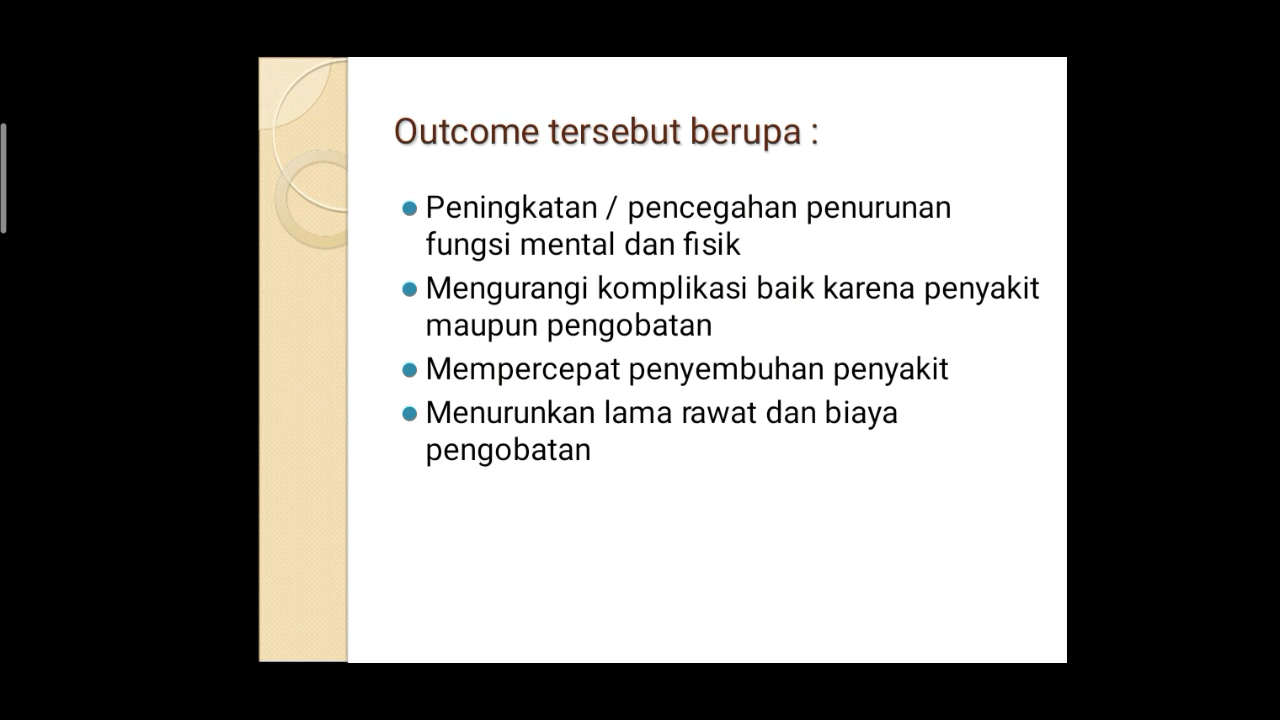 Outcome tersebut berupa :
Peningkatan / pencegahan penurunan
fungsi mental dan fisik
Mengurangi komplikasi baik karena penyakit
maupun pengobatan
Mempercepat penyembuhan penyakit
Menurunkan lama rawat dan biaya
pengobatan